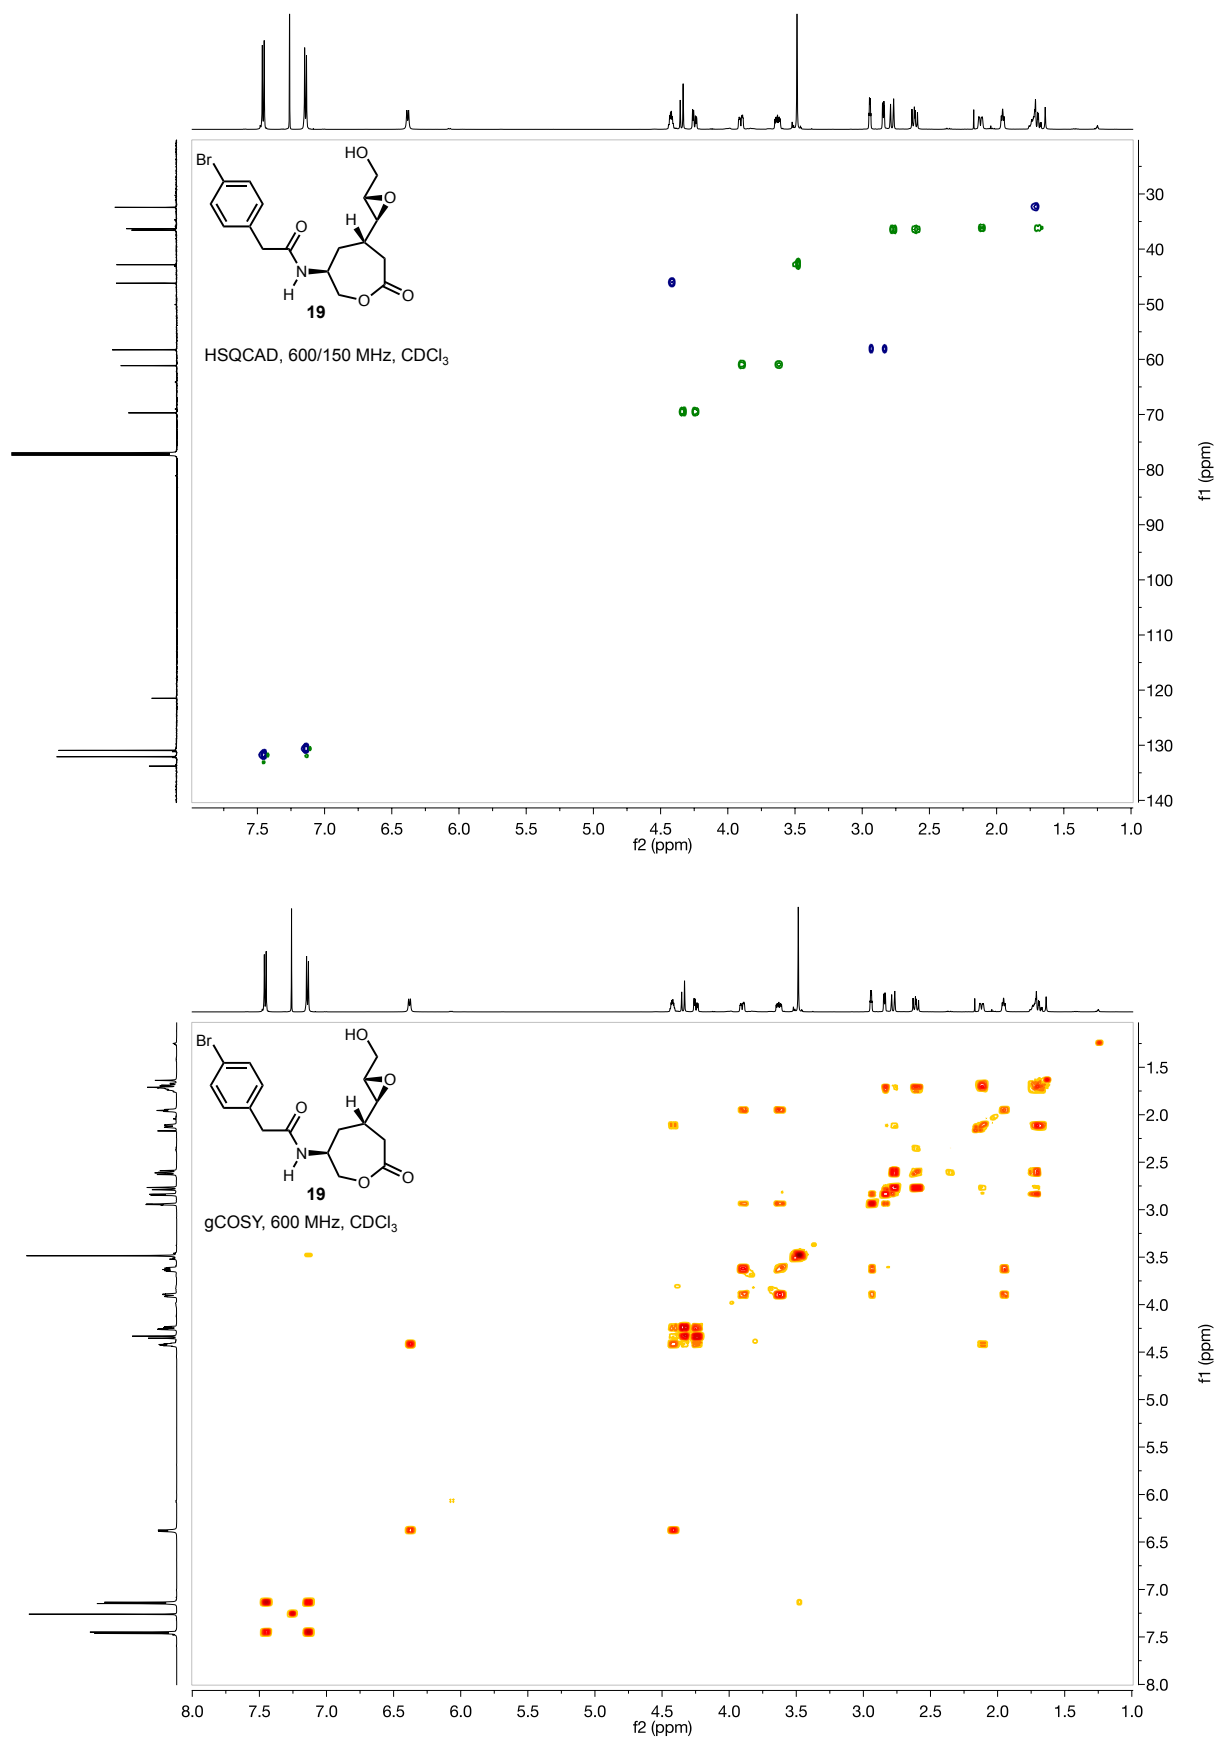 HO
Br
O
H
O
N
H
O
O
19
HSQCAD, 600/150 MHz, CDCl3
30
40
50
60
70
80
90
100
110
120
130
140
f1 (ppm)
7.5 7.0 6.5 6.0 5.5 5.0 4.5 4.0 3.5 3.0 2.5 2.0 1.5 1.0
f2 (ppm)
HO
Br
O
H
O
N
H
O
O
19
gCOSY, 600 MHz, CDCl3
1.5
2.0
2.5
3.0
3.5
4.0
4.5
5.0
5.5
6.0
6.5
7.0
7.5
8.0
f1 (ppm)
8.0 7.5 7.0 6.5 6.0 5.5 5.0 4.5 4.0 3.5 3.0 2.5 2.0 1.5 1.0
f2 (ppm)